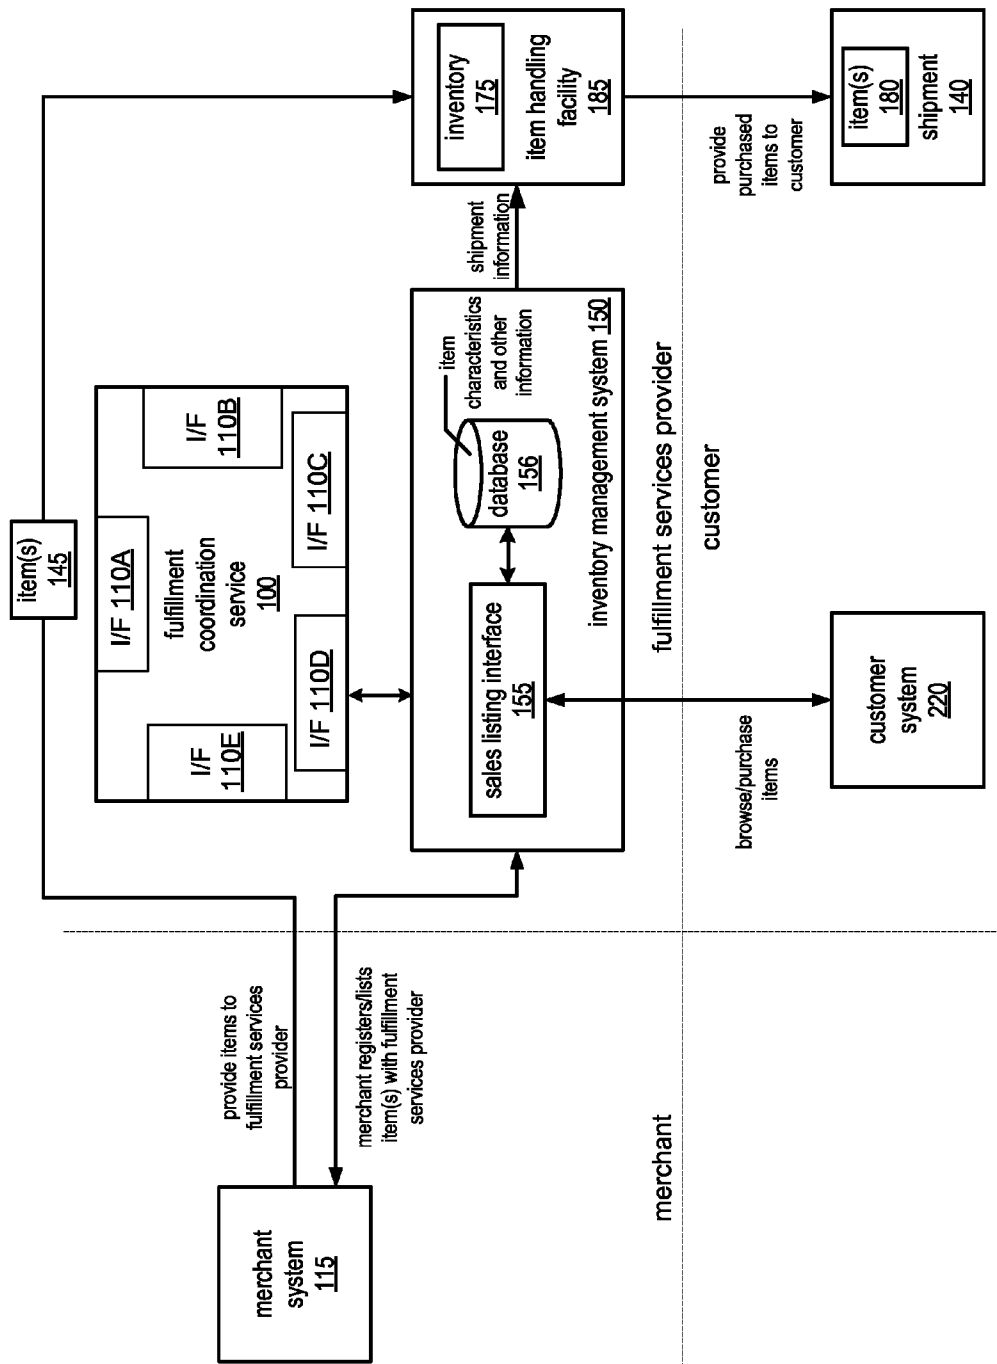 merchant
system
115
provide items to
fulfillment services
provider
merchant registers/lists
item(s) with fulfillment
services provider
merchant
item(s)
145
I/F 110A
I/F
110B
fulfillment
coordination
service
100
I/F 110C
I/F 110D
I/F
110E
item
characteristics
and other
information
database
156
sales listing interface
155
inventory management system 150
shipment
information
inventory
175
item handling
facility
185
fulfillment services provider
customer
browse/purchase
items
customer
system
220
provide
purchased
items to
customer
item(s)
180
shipment
140